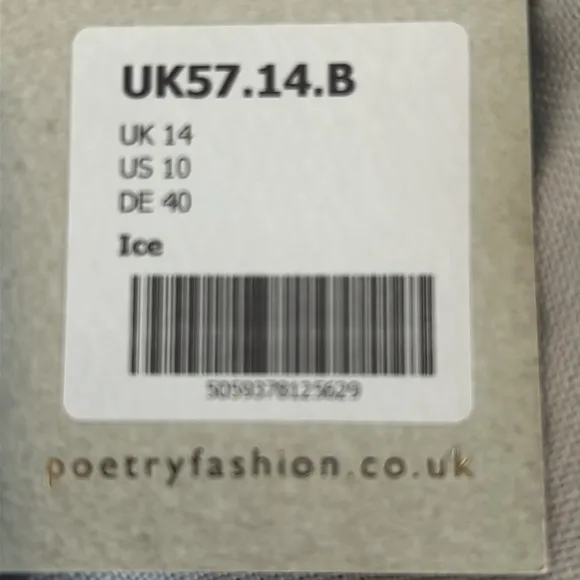 UK57.14.B
UK 14
US 10
DE 40
Ice
5059378125629
poetryfashion.co.uk